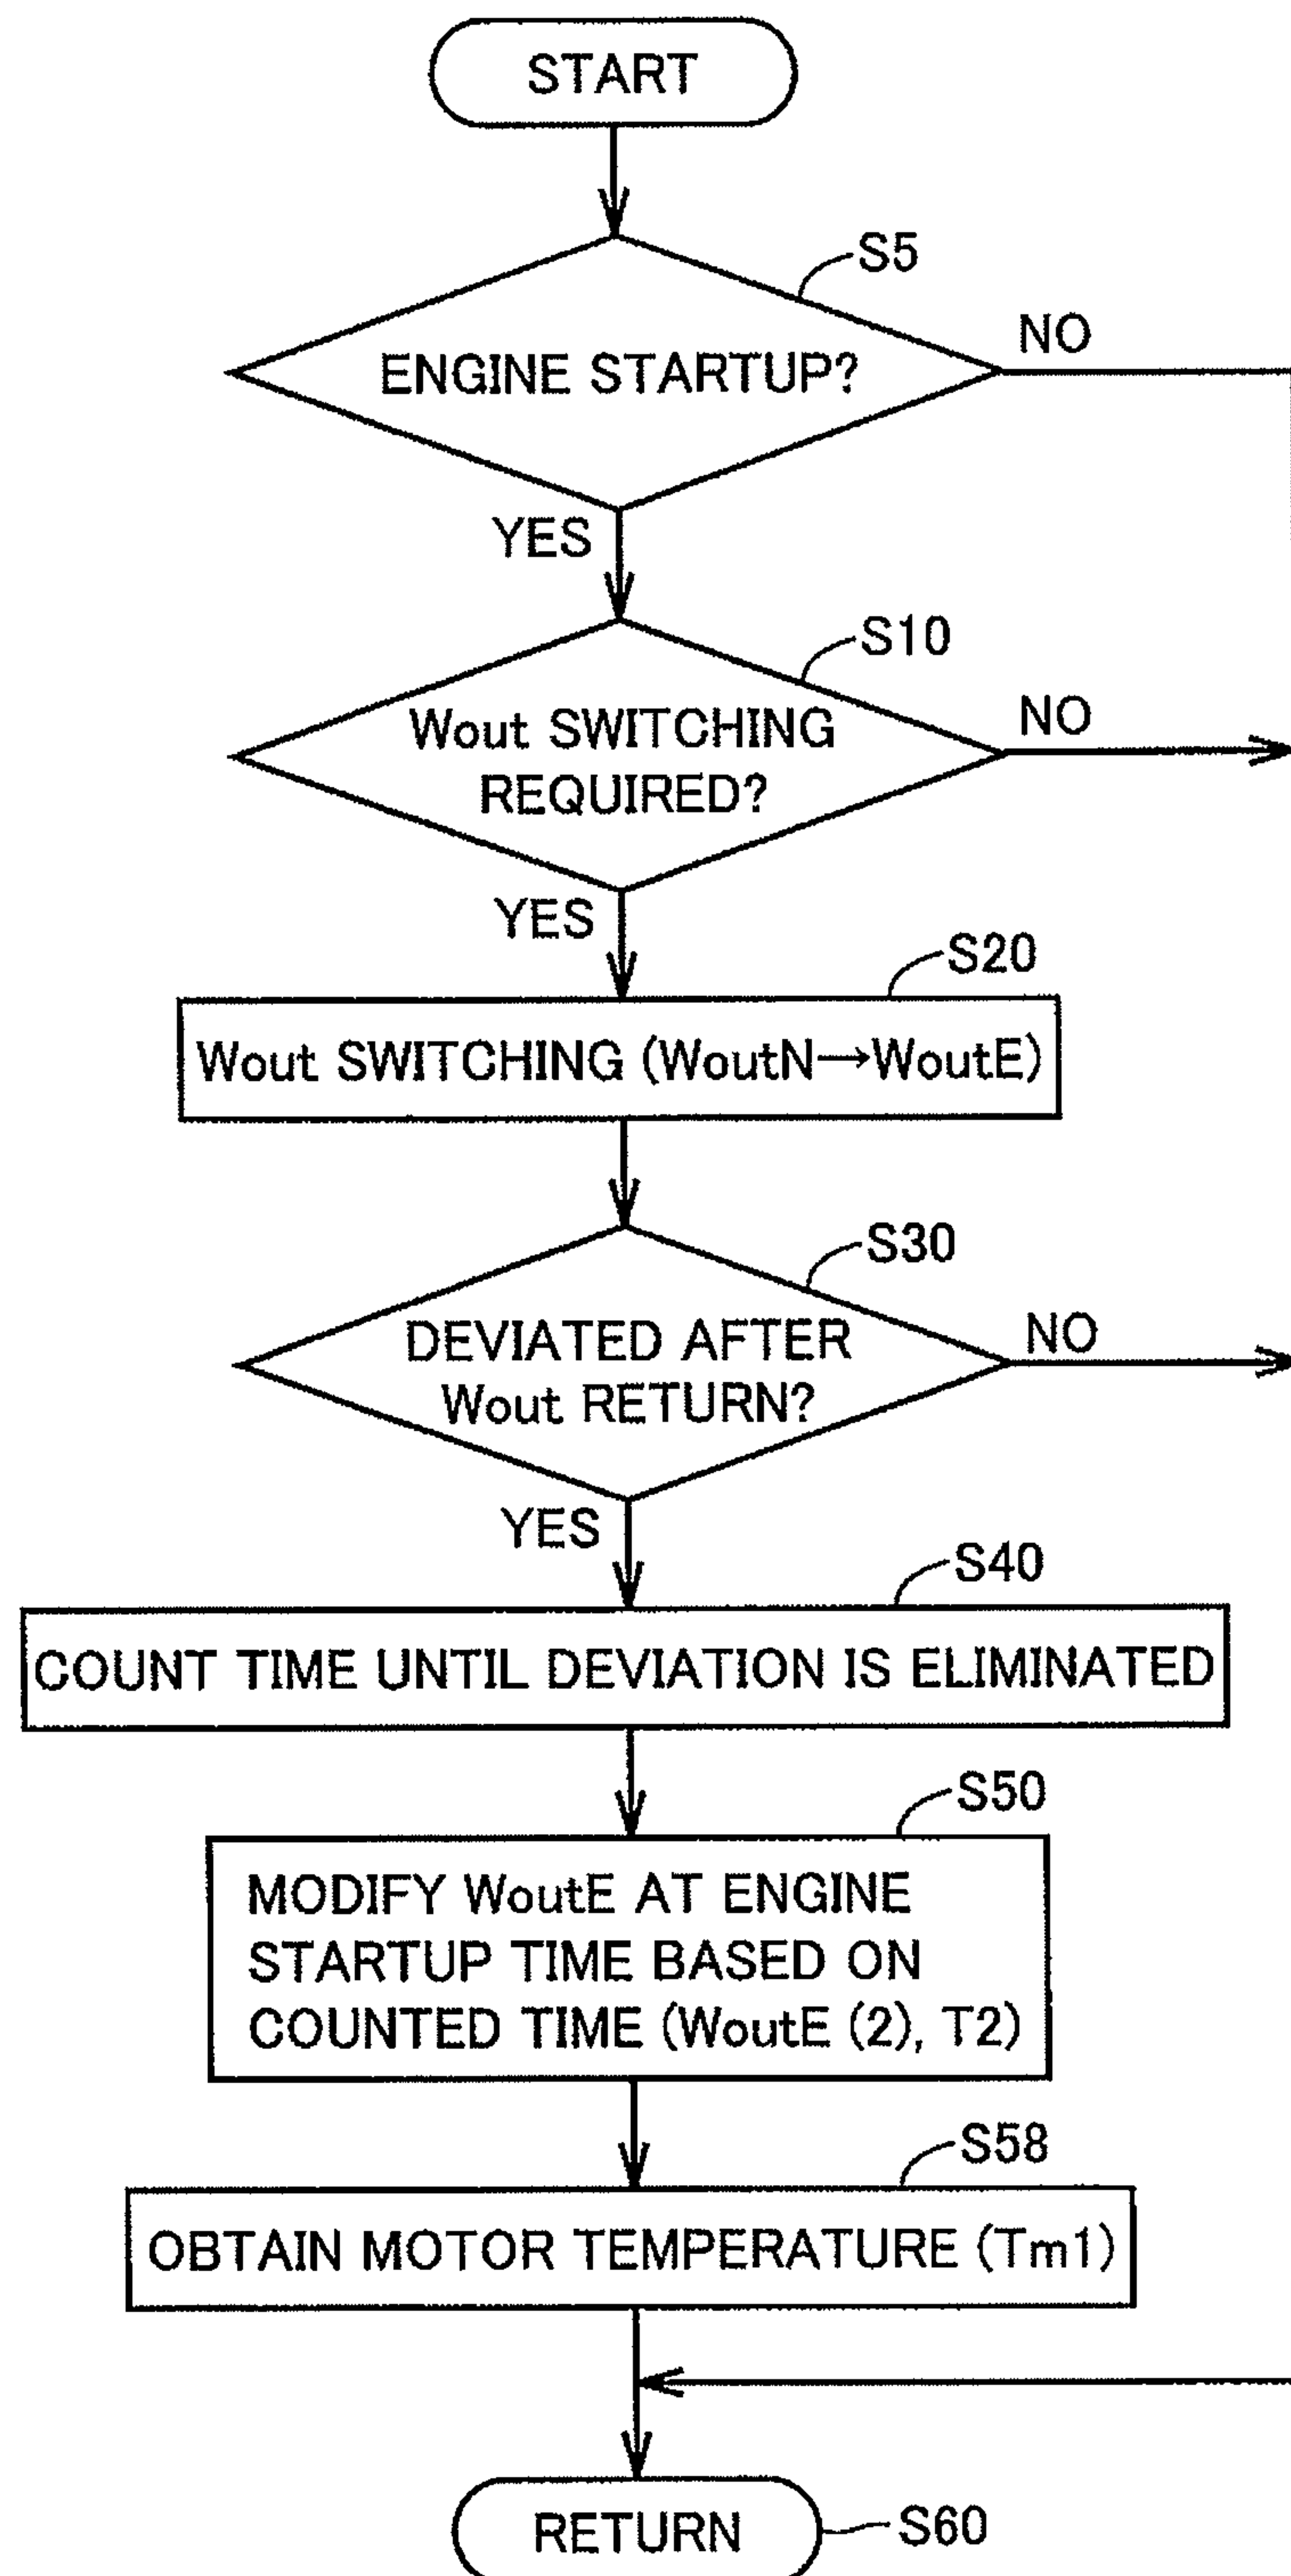 START
S5
ENGINE STARTUP?
NO
YES
S10
Wout SWITCHING
REQUIRED?
NO
YES
S20
Wout SWITCHING (WoutN→WoutE)
S30
DEVIATED AFTER
Wout RETURN?
NO
YES
S40
COUNT TIME UNTIL DEVIATION IS ELIMINATED
S50
MODIFY WoutE AT ENGINE
STARTUP TIME BASED ON
COUNTED TIME (WoutE (2), T2)
S58
OBTAIN MOTOR TEMPERATURE (Tm1)
RETURN
S60